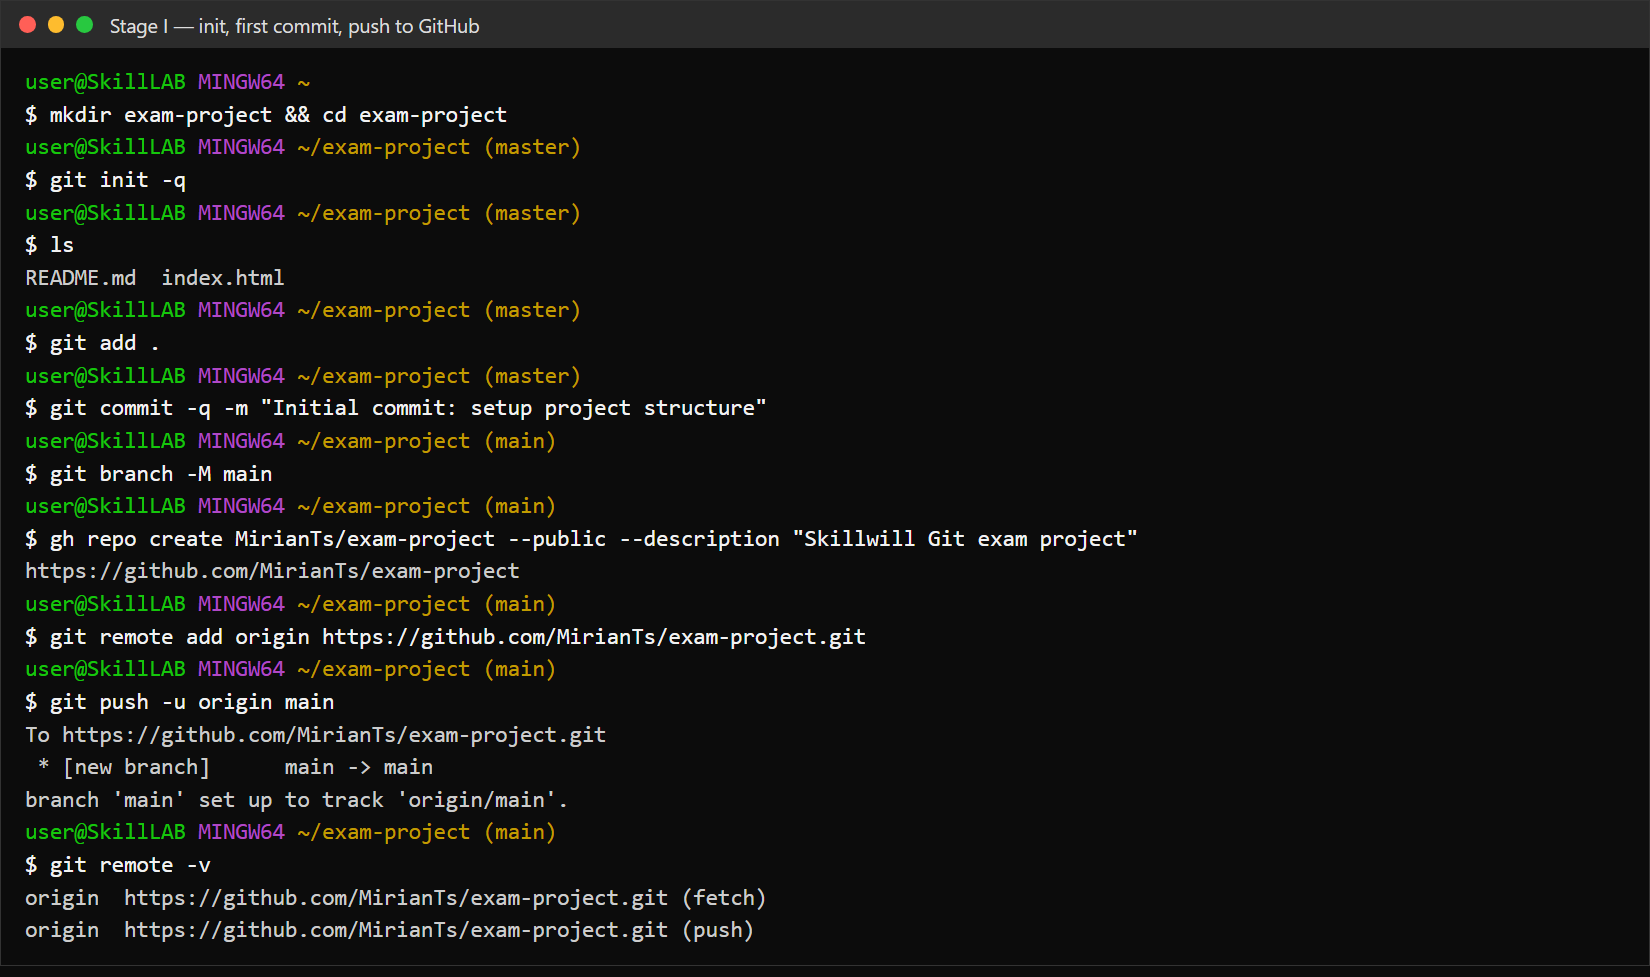 Stage I — init, first commit, push to GitHub
user@SkillLAB MINGW64 ~
$ mkdir exam-project && cd exam-project
user@SkillLAB MINGW64 ~/exam-project (master)
$ git init -q
user@SkillLAB MINGW64 ~/exam-project (master)
$ ls
README.md  index.html
user@SkillLAB MINGW64 ~/exam-project (master)
$ git add .
user@SkillLAB MINGW64 ~/exam-project (master)
$ git commit -q -m "Initial commit: setup project structure"
user@SkillLAB MINGW64 ~/exam-project (main)
$ git branch -M main
user@SkillLAB MINGW64 ~/exam-project (main)
$ gh repo create MirianTs/exam-project --public --description "Skillwill Git exam project"
https://github.com/MirianTs/exam-project
user@SkillLAB MINGW64 ~/exam-project (main)
$ git remote add origin https://github.com/MirianTs/exam-project.git
user@SkillLAB MINGW64 ~/exam-project (main)
$ git push -u origin main
To https://github.com/MirianTs/exam-project.git
 * [new branch]      main -> main
branch 'main' set up to track 'origin/main'.
user@SkillLAB MINGW64 ~/exam-project (main)
$ git remote -v
origin  https://github.com/MirianTs/exam-project.git (fetch)
origin  https://github.com/MirianTs/exam-project.git (push)